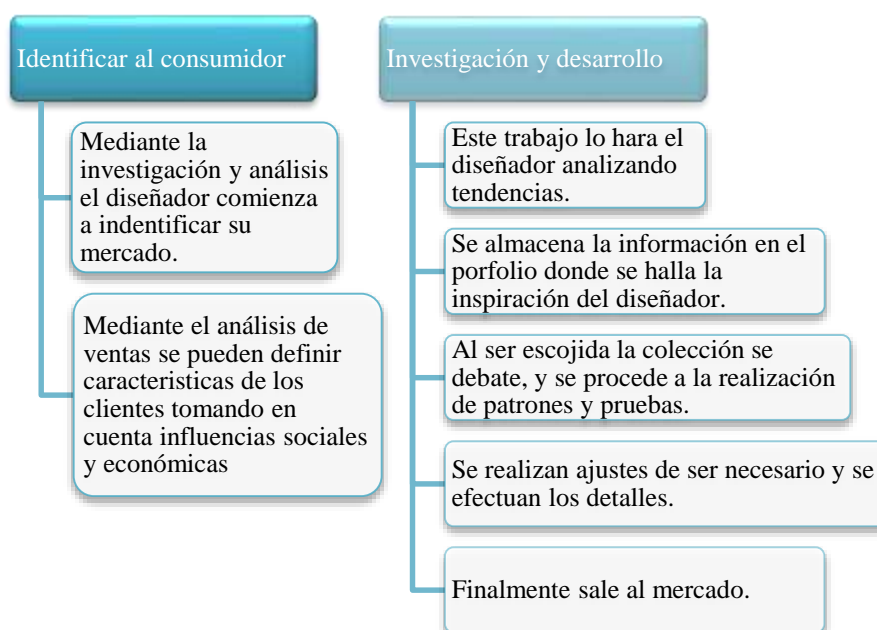 Identificar al consumidor
Mediante la
investigación y análisis
el diseñador comienza
a indentificar su
mercado.
Mediante el análisis de
ventas se pueden definir
caracteristicas de los
clientes tomando en
cuenta influencias sociales
y económicas
Investigación y desarrollo
Este trabajo lo hara el
diseñador analizando
tendencias.
Se almacena la información en el
porfolio donde se halla la
inspiración del diseñador.
Al ser escojida la colección se
debate, y se procede a la realización
de patrones y pruebas.
Se realizan ajustes de ser necesario y se
efectuan los detalles.
Finalmente sale al mercado.